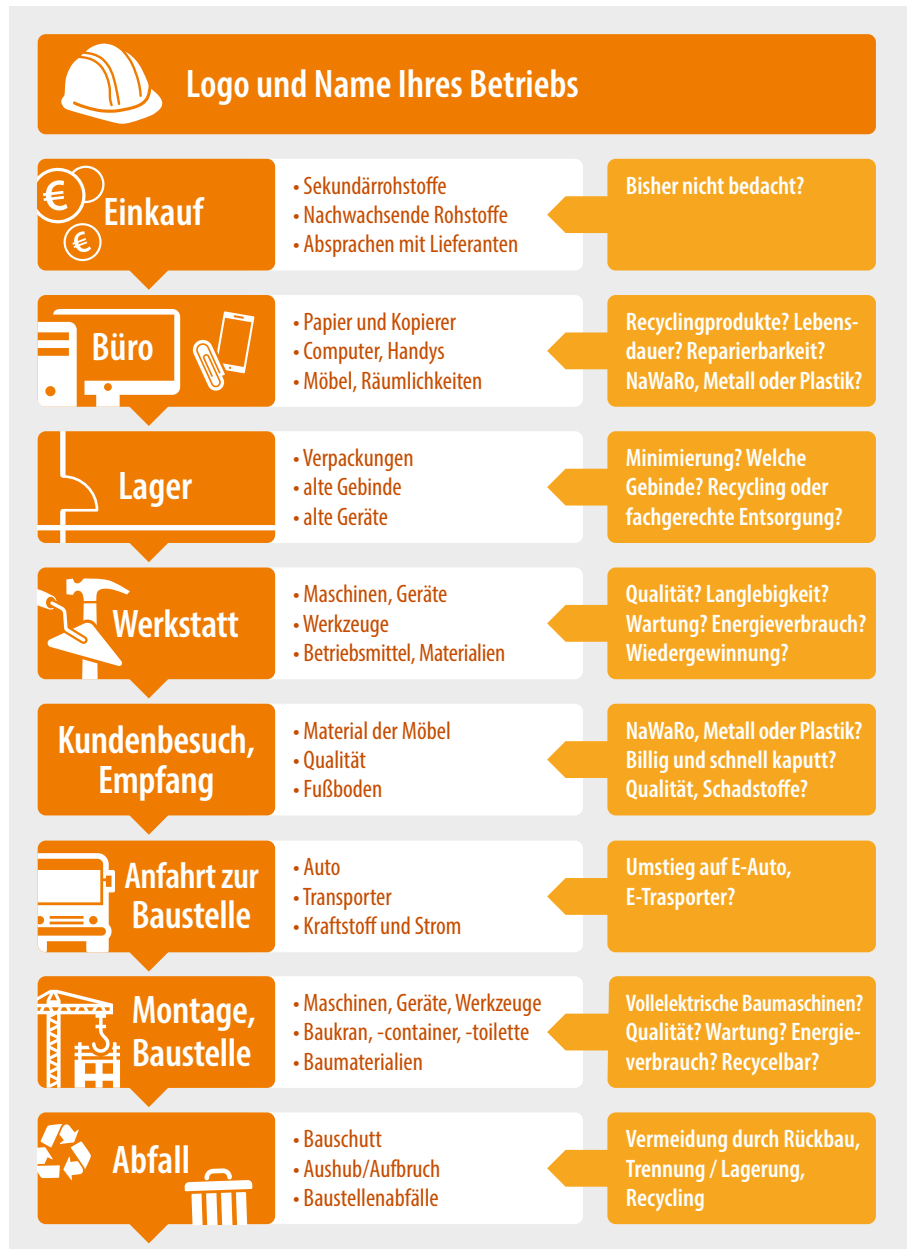 Logo und Name Ihres Betriebs
Einkauf
• Sekundärrohstoffe
• Nachwachsende Rohstoffe
• Absprachen mit Lieferanten
Bisher nicht bedacht?
Büro
• Papier und Kopierer
• Computer, Handys
• Möbel, Räumlichkeiten
Recyclingprodukte? Lebens-
dauer? Reparierbarkeit?
NaWaRo, Metall oder Plastik?
Lager
• Verpackungen
• alte Gebinde
• alte Geräte
Minimierung? Welche
Gebinde? Recycling oder
fachgerechte Entsorgung?
Werkstatt
• Maschinen, Geräte
• Werkzeuge
• Betriebsmittel, Materialien
Qualität? Langlebigkeit?
Wartung? Energieverbrauch?
Wiedergewinnung?
Kundenbesuch,
Empfang
• Material der Möbel
• Qualität
• Fußboden
NaWaRo, Metall oder Plastik?
Billig und schnell kaputt?
Qualität, Schadstoffe?
Anfahrt zur
Baustelle
• Auto
• Transporter
• Kraftstoff und Strom
Umstieg auf E-Auto,
E-Trasporter?
Montage,
Baustelle
• Maschinen, Geräte, Werkzeuge
• Baukran, -container, -toilette
• Baumaterialien
Vollelektrische Baumaschinen?
Qualität? Wartung? Energie-
verbrauch? Recycelbar?
Abfall
• Bauschutt
• Aushub/Aufbruch
• Baustellenabfälle
Vermeidung durch Rückbau,
Trennung / Lagerung,
Recycling